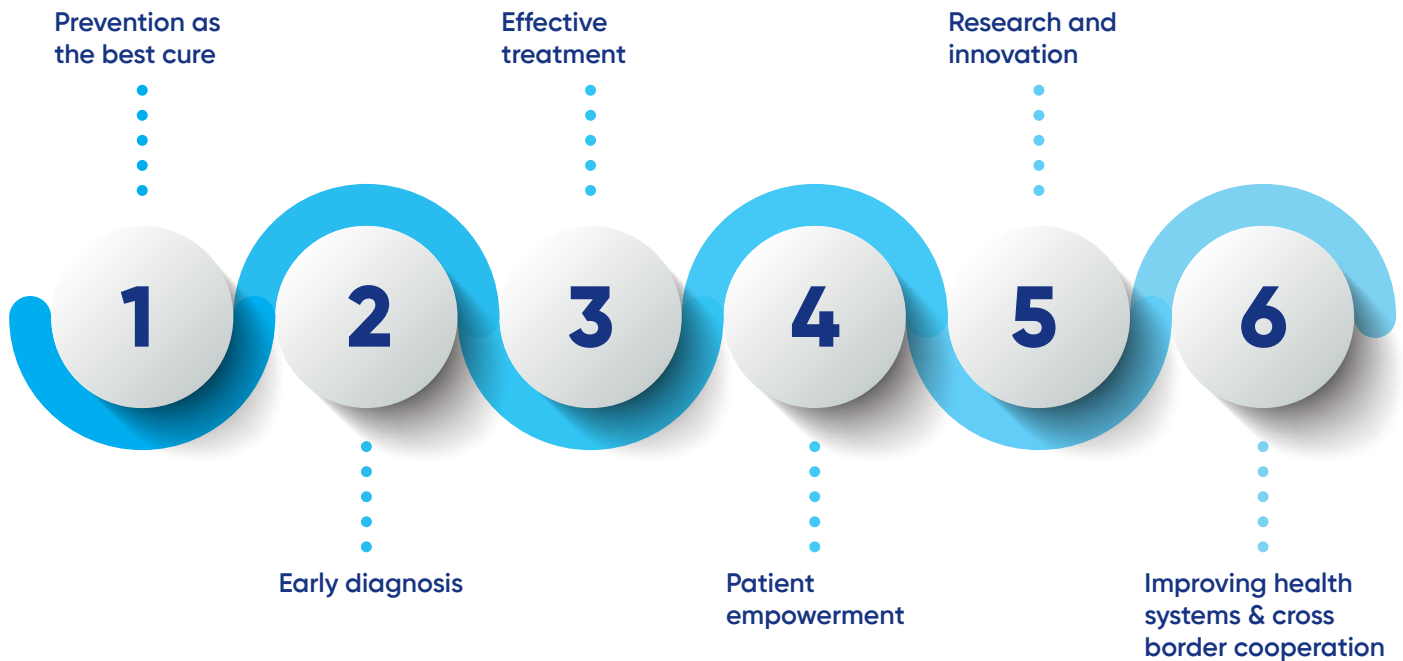 Prevention as
the best cure
Effective
treatment
Research and
innovation
1
2
3
4
5
6
Early diagnosis
Patient
empowerment
Improving health
systems & cross
border cooperation